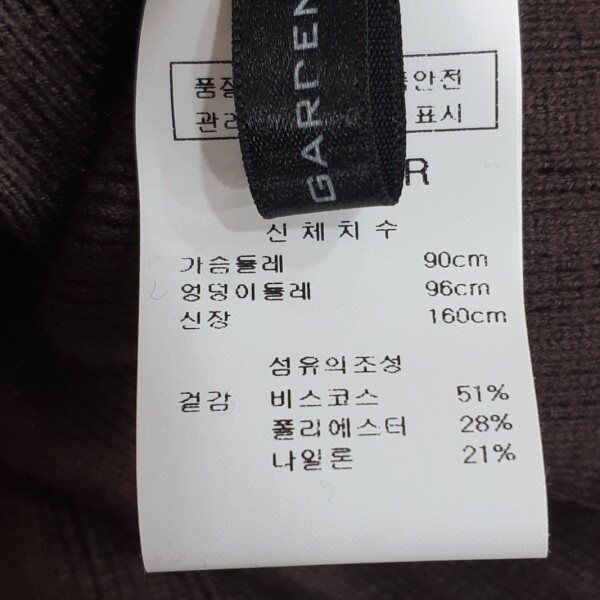 GARDEN
품질 안전
관리 표시
R
신체치수
가슴둘레 90cm
엉덩이둘레 96cm
신장 160cm
섬유의조성
겉감 비스코스 51%
폴리에스터 28%
나일론 21%